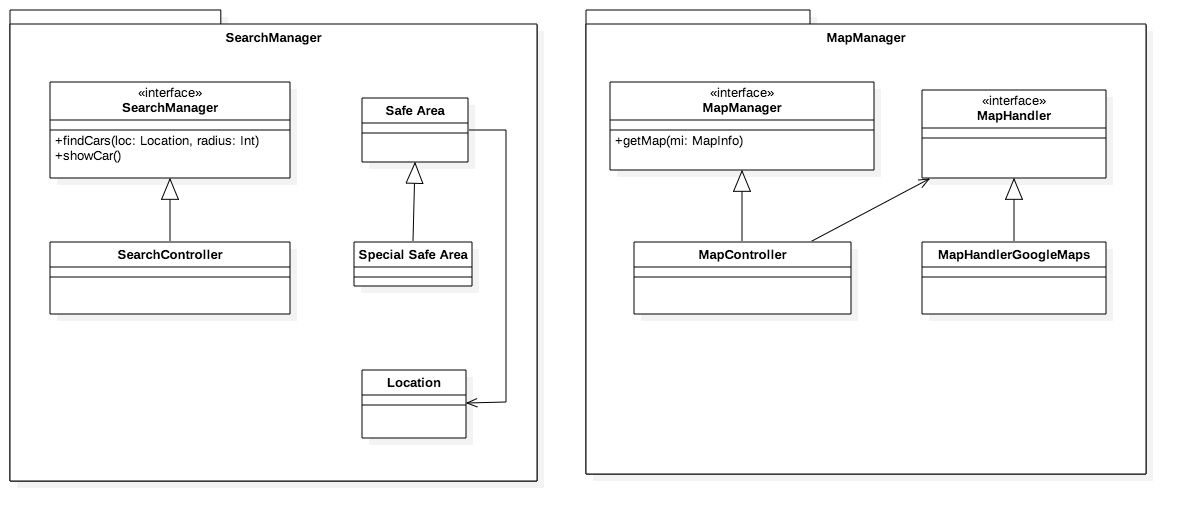 SearchManager
«interface»
SearchManager
+findCars(loc: Location, radius: Int)
+showCar()
Safe Area
SearchController
Special Safe Area
Location
MapManager
«interface»
MapManager
+getMap(mi: MapInfo)
«interface»
MapHandler
MapController
MapHandlerGoogleMaps